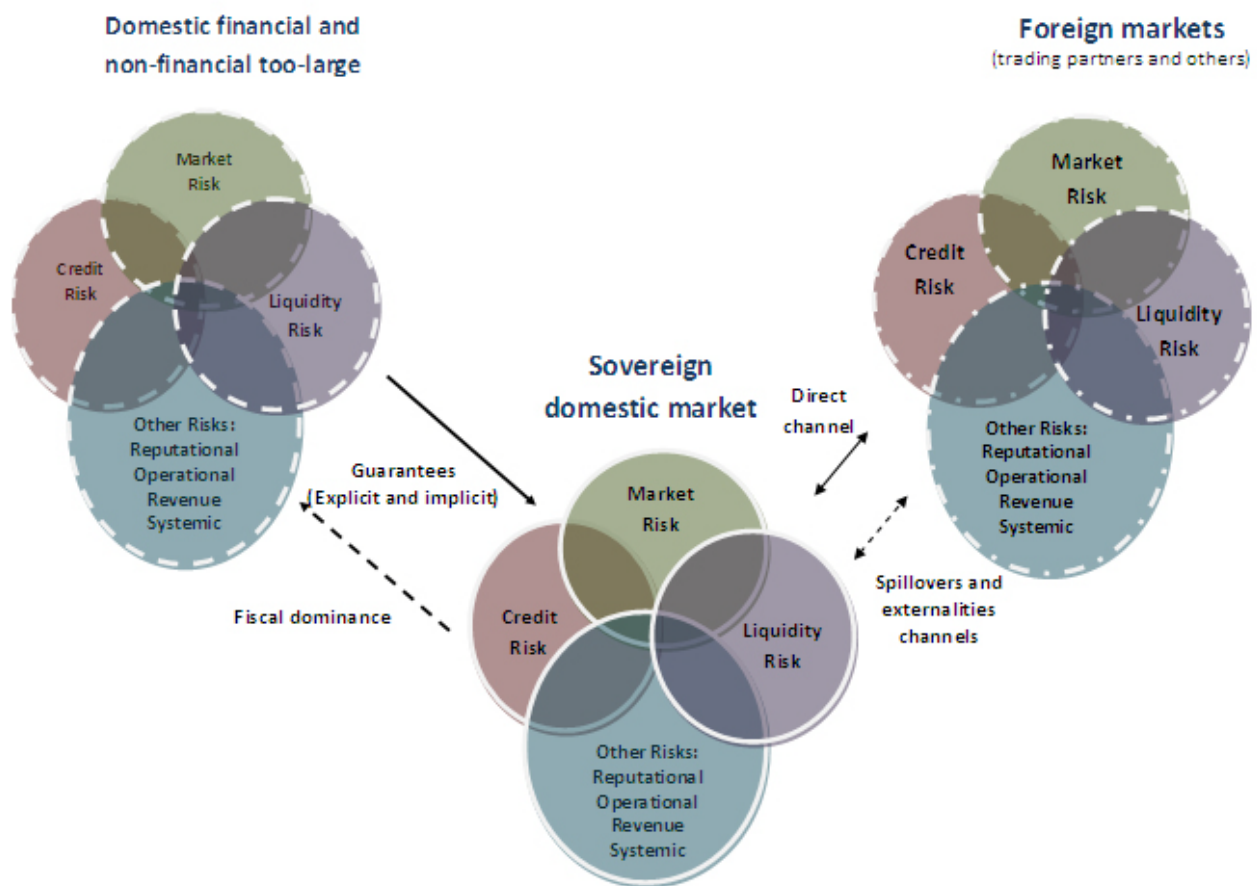 Domestic financial and
non-financial too-large
Market
Risk
Credit
Risk
Liquidity
Risk
Other Risks:
Reputational
Operational
Revenue
Systemic
Foreign markets
(trading partners and others)
Market
Risk
Credit
Risk
Liquidity
Risk
Other Risks:
Reputational
Operational
Revenue
Systemic
Guarantees
(Explicit and implicit)
Fiscal dominance
Direct
channel
Spillovers and
externalities
channels
Sovereign
domestic market
Market
Risk
Credit
Risk
Liquidity
Risk
Other Risks:
Reputational
Operational
Revenue
Systemic